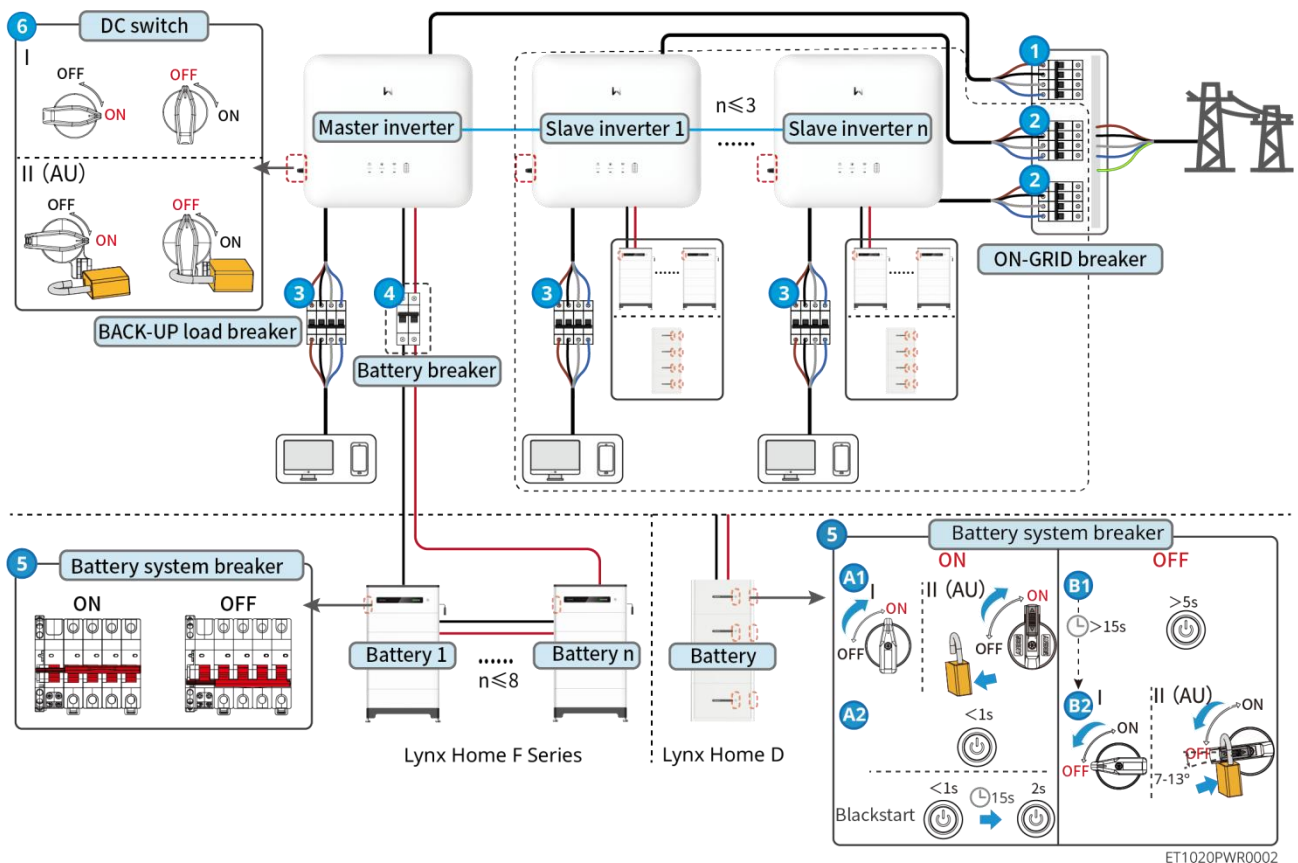 6
DC switch
I
OFF
ON
OFF
ON
II (AU)
OFF
ON
OFF
ON
Master inverter
Slave inverter 1
n≤3
······
Slave inverter n
1
2
2
ON-GRID breaker
3
BACK-UP load breaker
4
Battery breaker
3
······
3
······
5
Battery system breaker
ON
OFF
Battery 1
······
n≤8
Battery n
Lynx Home F Series
Battery
Lynx Home D
5
Battery system breaker
ON
OFF
A1
I
ON
OFF
II (AU)
ON
OFF
A2
<1s
Blackstart
<1s
15s
2s
B1
>15s
>5s
B2
I
ON
OFF
II (AU)
ON
OFF
7-13°
ET1020PWR0002